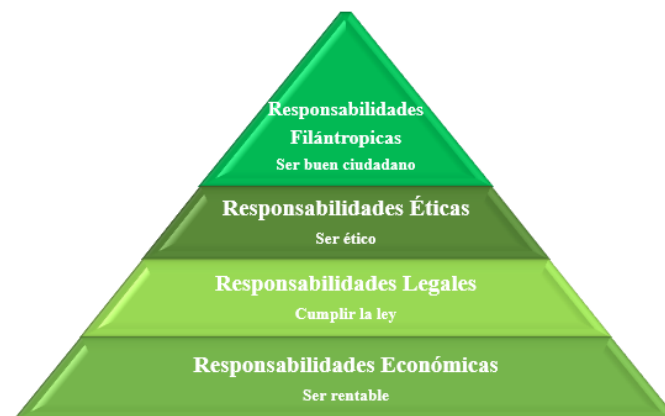 Responsabilidades
Filántropicas
Ser buen ciudadano
Responsabilidades Éticas
Ser ético
Responsabilidades Legales
Cumplir la ley
Responsabilidades Económicas
Ser rentable